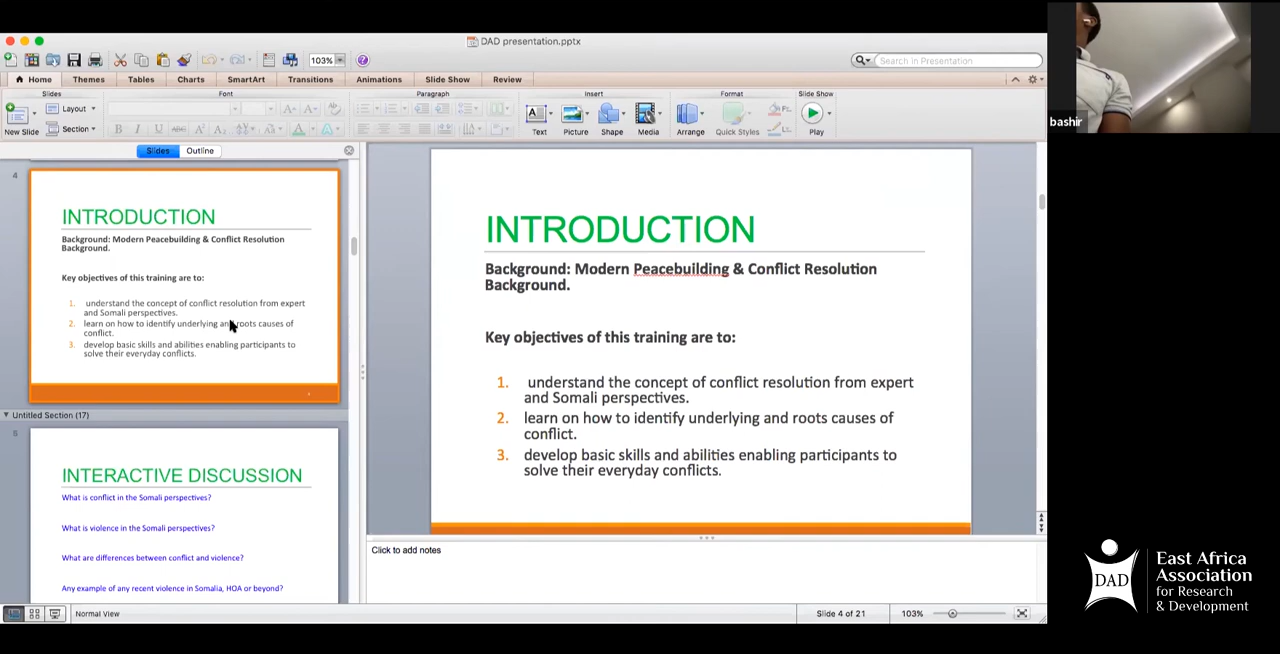 DAD presentation.pptx
103%
Search in Presentation
Home Themes Tables Charts SmartArt Transitions Animations Slide Show Review
Slides Font Paragraph Insert Format Slide Show
New Slide
Layout
Section
B I U ABC
Text Picture Shape Media Arrange Quick Styles Play
Slides Outline
4
INTRODUCTION
Background: Modern Peacebuilding & Conflict Resolution
Background.
Key objectives of this training are to:
1. understand the concept of conflict resolution from expert
and Somali perspectives.
2. learn on how to identify underlying and roots causes of
conflict.
3. develop basic skills and abilities enabling participants to
solve their everyday conflicts.
Untitled Section (17)
5
INTERACTIVE DISCUSSION
What is conflict in the Somali perspectives?
What is violence in the Somali perspectives?
What are differences between conflict and violence?
Any example of any recent violence in Somalia, HOA or beyond?
INTRODUCTION
Background: Modern Peacebuilding & Conflict Resolution
Background.
Key objectives of this training are to:
1. understand the concept of conflict resolution from expert
and Somali perspectives.
2. learn on how to identify underlying and roots causes of
conflict.
3. develop basic skills and abilities enabling participants to
solve their everyday conflicts.
Click to add notes
Normal View
Slide 4 of 21
103%
bashir
DAD
East Africa
Association
for Research
& Development